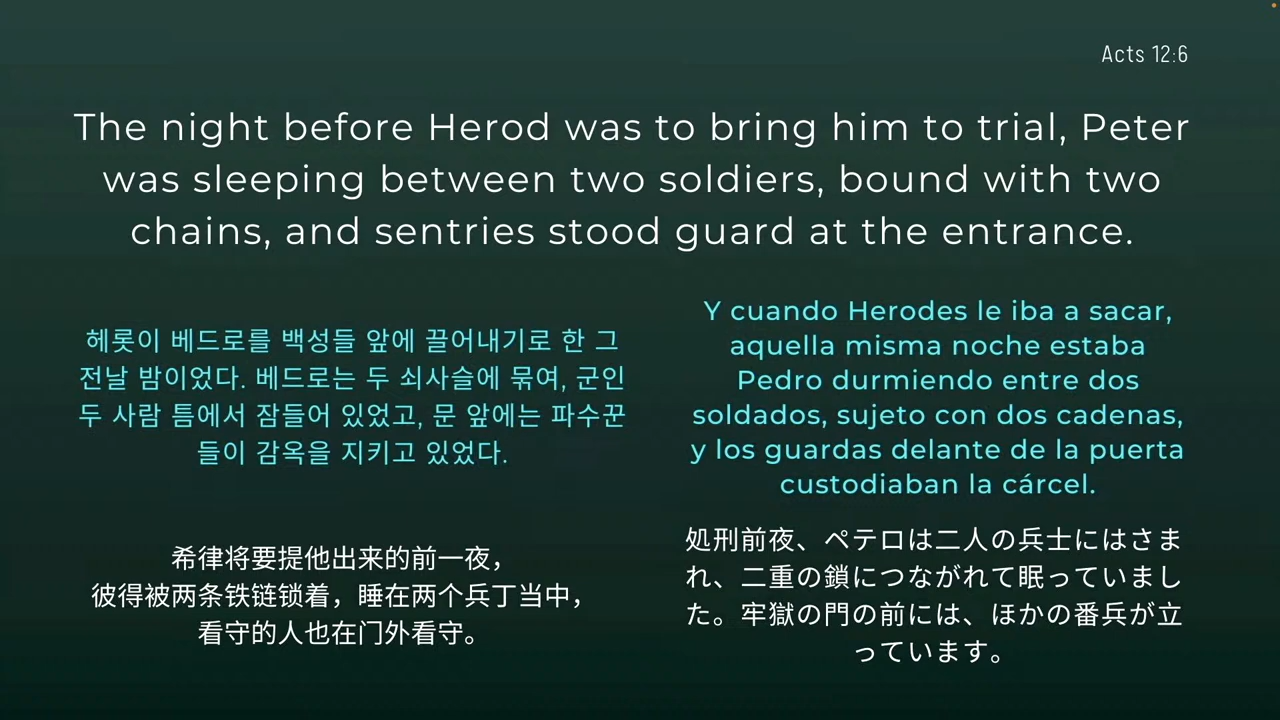 Acts 12:6
The night before Herod was to bring him to trial, Peter
was sleeping between two soldiers, bound with two
chains, and sentries stood guard at the entrance.
헤롯이 베드로를 백성들 앞에 끌어내기로 한 그
전날 밤이었다. 베드로는 두 쇠사슬에 묶여, 군인
두 사람 틈에서 잠들어 있었고, 문 앞에는 파수꾼
들이 감옥을 지키고 있었다.
Y cuando Herodes le iba a sacar,
aquella misma noche estaba
Pedro durmiendo entre dos
soldados, sujeto con dos cadenas,
y los guardas delante de la puerta
custodiaban la cárcel.
希律将要提他出来的前一夜，
彼得被两条铁链锁着，睡在两个兵丁当中，
看守的人也在门外看守。
処刑前夜、ペテロは二人の兵士にはさま
れ、二重の鎖につながれて眠っていまし
た。牢獄の門の前には、ほかの番兵が立
っています。